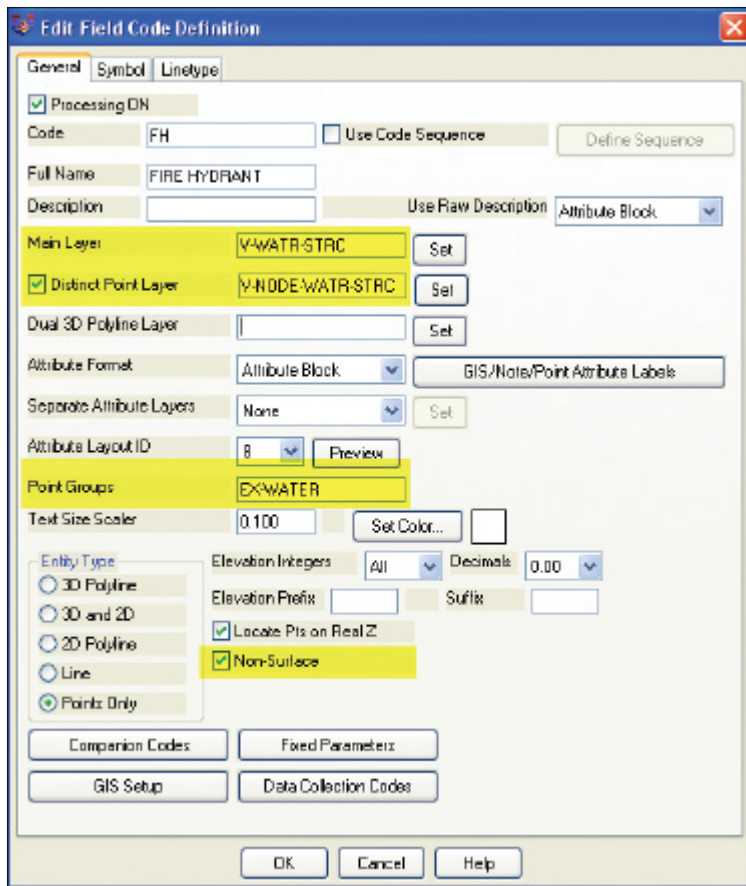 Edit Field Code Definition
General Symbol Linetype
Processing ON
Code FH Use Code Sequence Define Sequence
Full Name FIRE HYDRANT
Description Use Raw Description Attribute Block
Main Layer V-WATR-STRC Set
Distinct Point Layer V-NODE-WATR-STRC Set
Dual 3D Polyline Layer Set
Attribute Format Attribute Block GIS/Note/Point Attribute Labels
Separate Attribute Layers None Set
Attribute Layout ID 8 Preview
Point Groups EX-WATER
Text Size Scaler 0.100 Set Color...
Entity Type Elevation Integers All Decimals 0.00
3D Polyline
Elevation Prefix Suffix
3D and 2D
Locate Pts on Real Z
2D Polyline
Non-Surface
Line
Points Only
Companion Codes Fixed Parameters
GIS Setup Data Collection Codes
OK Cancel Help